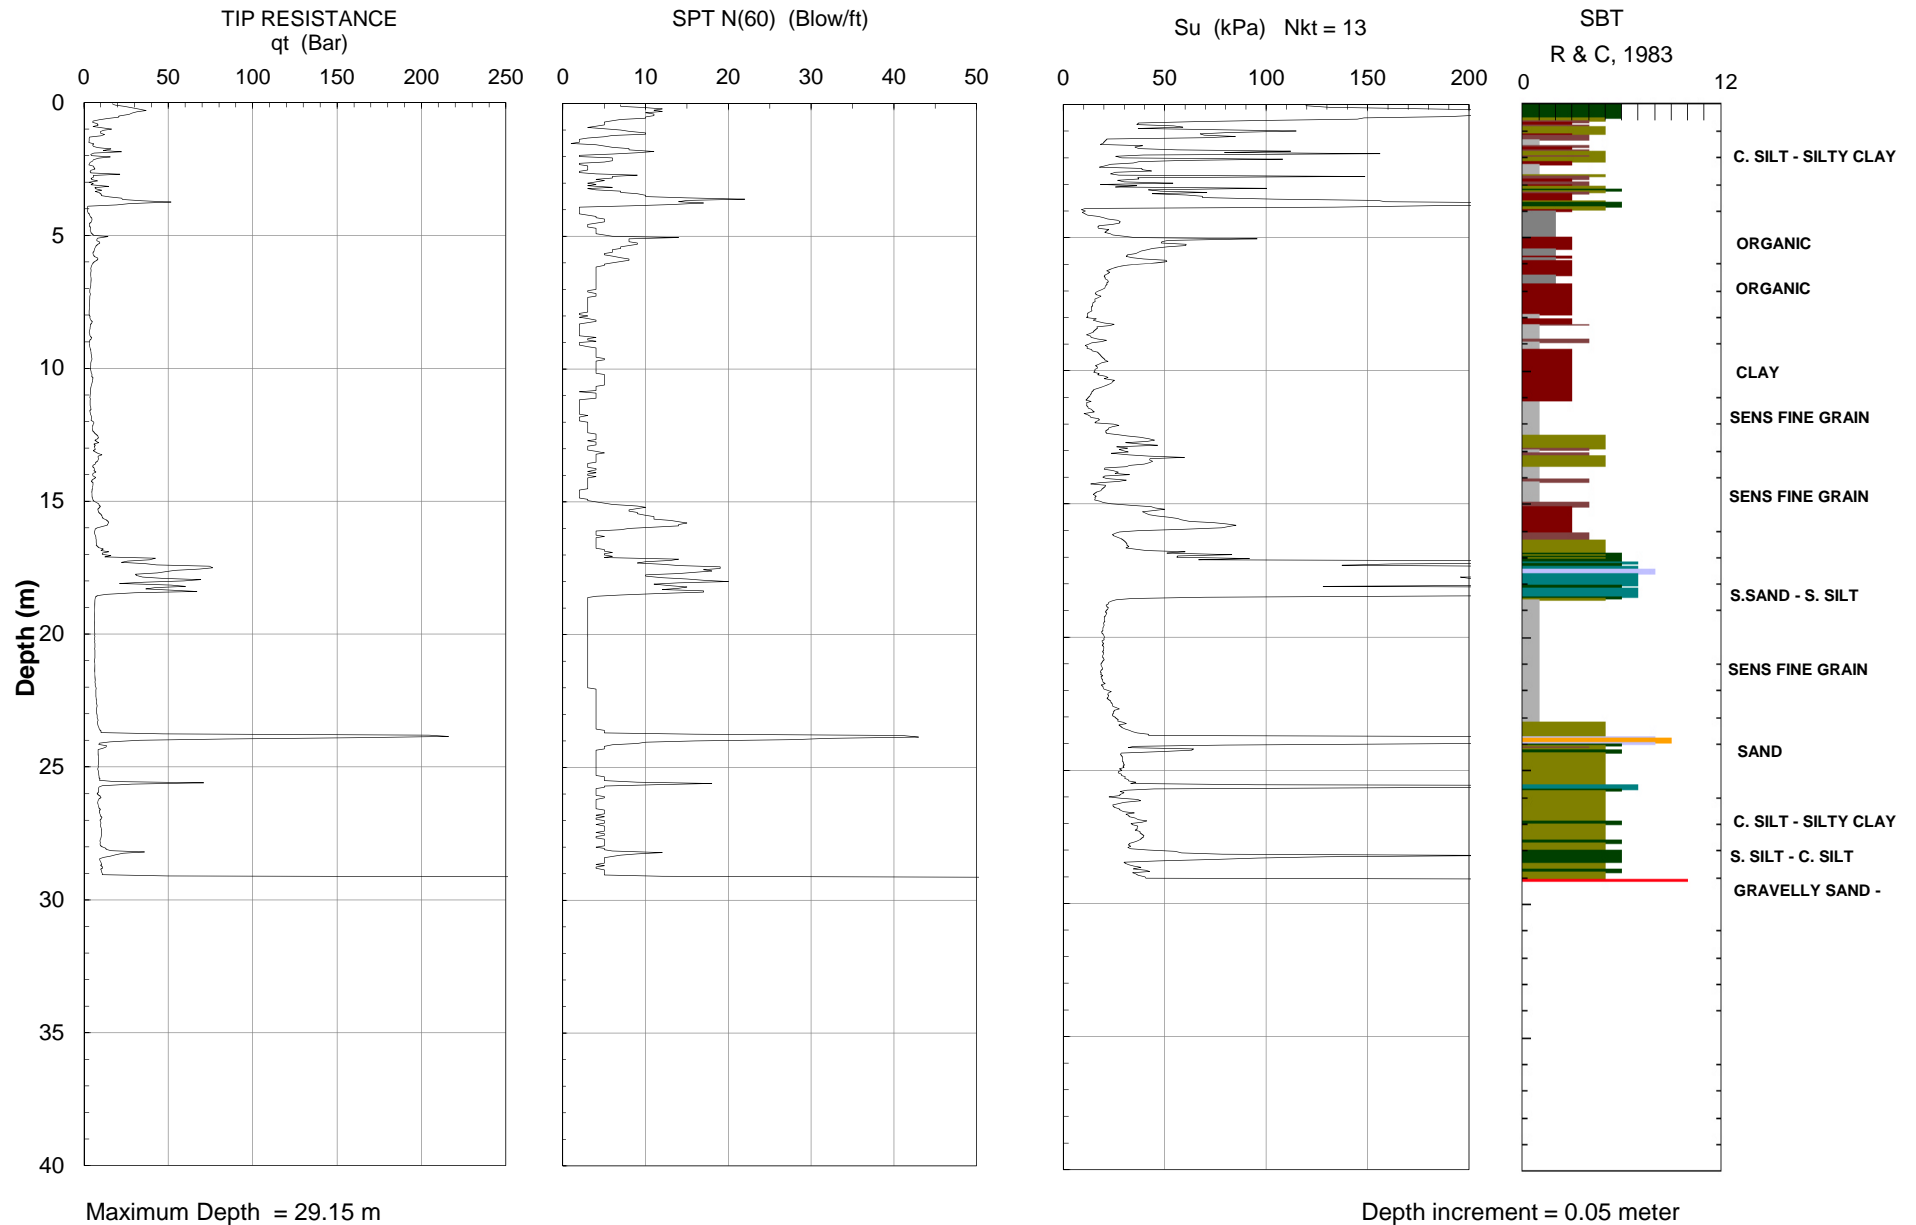 TIP RESISTANCE
qt (Bar)
SPT N(60) (Blow/ft)
Su (kPa) Nkt = 13
SBT
R & C, 1983
0 50 100 150 200 250
0 10 20 30 40 50
0 50 100 150 200
0 12
Depth (m)
0
5
10
15
20
25
30
35
40
C. SILT - SILTY CLAY
ORGANIC
ORGANIC
CLAY
SENS FINE GRAIN
SENS FINE GRAIN
S.SAND - S. SILT
SENS FINE GRAIN
SAND
C. SILT - SILTY CLAY
S. SILT - C. SILT
GRAVELLY SAND -
Maximum Depth = 29.15 m
Depth increment = 0.05 meter